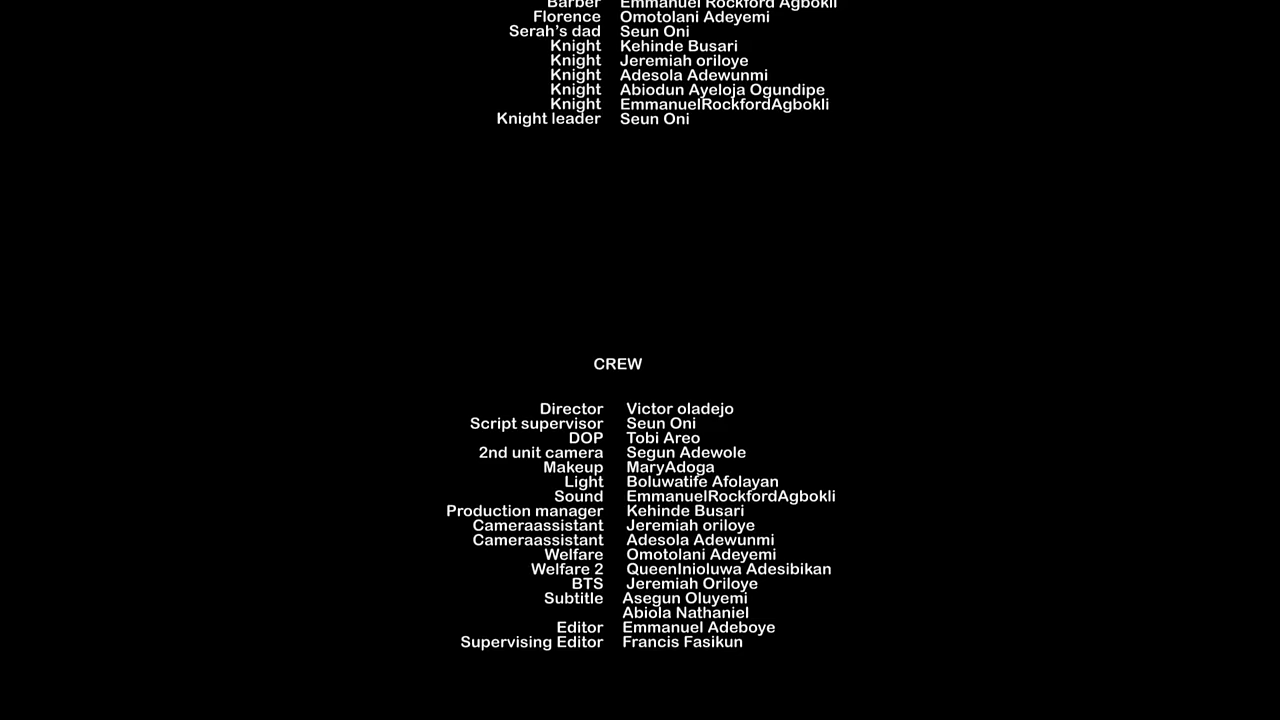 Barber Emmanuel Rockford Agbokli
Florence Omotolani Adeyemi
Serah's dad Seun Oni
Knight Kehinde Busari
Knight Jeremiah oriloye
Knight Adesola Adewunmi
Knight Abiodun Ayeloja Ogundipe
Knight EmmanuelRockfordAgbokli
Knight leader Seun Oni
CREW
Director Victor oladejo
Script supervisor Seun Oni
DOP Tobi Areo
2nd unit camera Segun Adewole
Makeup MaryAdoga
Light Boluwatife Afolayan
Sound EmmanuelRockfordAgbokli
Production manager Kehinde Busari
Cameraassistant Jeremiah oriloye
Cameraassistant Adesola Adewunmi
Welfare Omotolani Adeyemi
Welfare 2 QueenInioluwa Adesibikan
BTS Jeremiah Oriloye
Subtitle Asegun Oluyemi
Abiola Nathaniel
Editor Emmanuel Adeboye
Supervising Editor Francis Fasikun